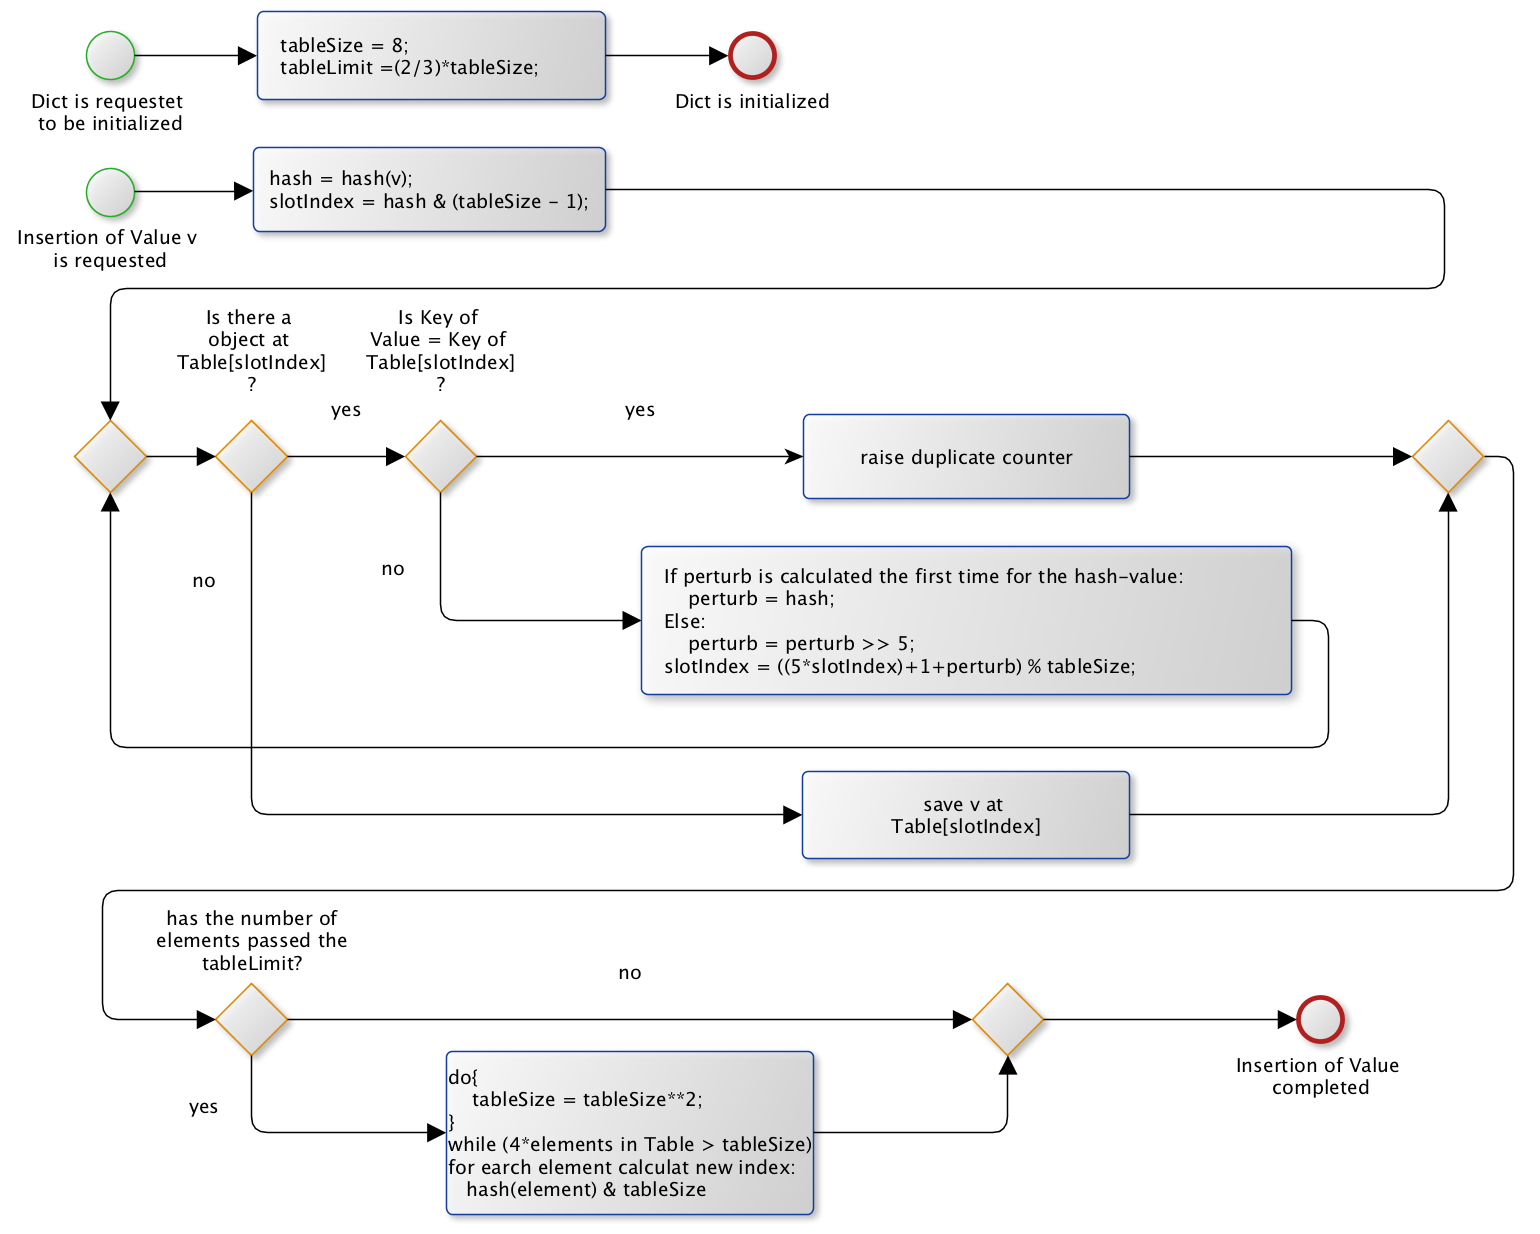 tableSize = 8;
tableLimit =(2/3)*tableSize;
Dict is requestet
to be initialized
Dict is initialized
hash = hash(v);
slotIndex = hash & (tableSize - 1);
Insertion of Value v
is requested
Is there a
object at
Table[slotIndex]
?
Is Key of
Value = Key of
Table[slotIndex]
?
yes
yes
raise duplicate counter
no
no
If perturb is calculated the first time for the hash-value:
perturb = hash;
Else:
perturb = perturb >> 5;
slotIndex = ((5*slotIndex)+1+perturb) % tableSize;
save v at
Table[slotIndex]
has the number of
elements passed the
tableLimit?
no
yes
do{
tableSize = tableSize**2;
}
while (4*elements in Table > tableSize)
for earch element calculat new index:
hash(element) & tableSize
Insertion of Value
completed